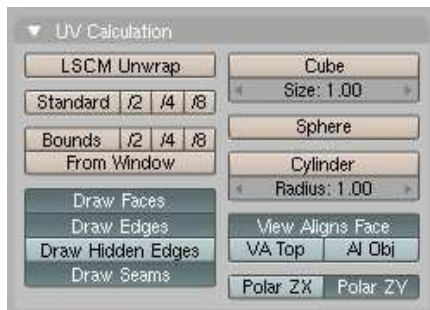 UV Calculation
LSCM Unwrap
Standard /2 /4 /8
Bounds /2 /4 /8
From Window
Draw Faces
Draw Edges
Draw Hidden Edges
Draw Seams
Cube
Size: 1.00
Sphere
Cylinder
Radius: 1.00
View Aligns Face
VA Top Al Obj
Polar ZX Polar ZY